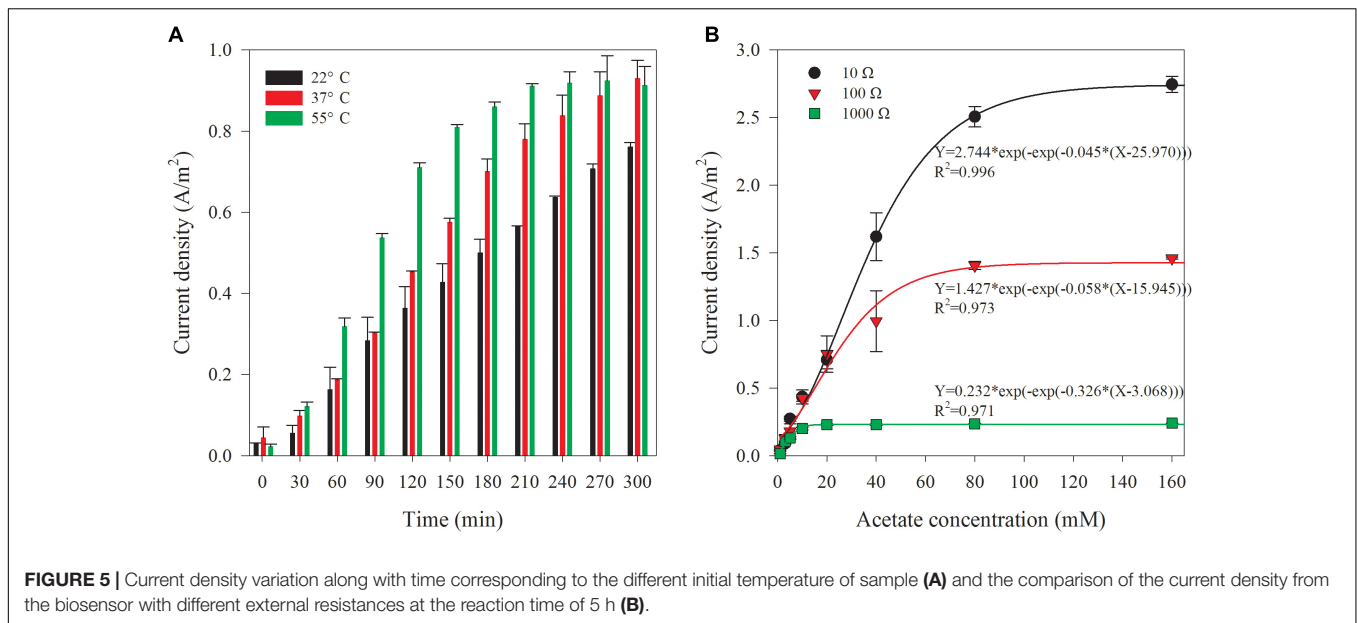 A
B
1.0
0.8
0.6
0.4
0.2
0.0
Current density (A/m²)
22° C
37° C
55° C
0 30 60 90 120 150 180 210 240 270 300
Time (min)
3.0
2.5
2.0
1.5
1.0
0.5
0.0
Current density (A/m²)
10 Ω
100 Ω
1000 Ω
Y=2.744*exp(-exp(-0.045*(X-25.970)))
R²=0.996
Y=1.427*exp(-exp(-0.058*(X-15.945)))
R²=0.973
Y=0.232*exp(-exp(-0.326*(X-3.068)))
R²=0.971
0 20 40 60 80 100 120 140 160
Acetate concentration (mM)
FIGURE 5 | Current density variation along with time corresponding to the different initial temperature of sample (A) and the comparison of the current density from
the biosensor with different external resistances at the reaction time of 5 h (B).